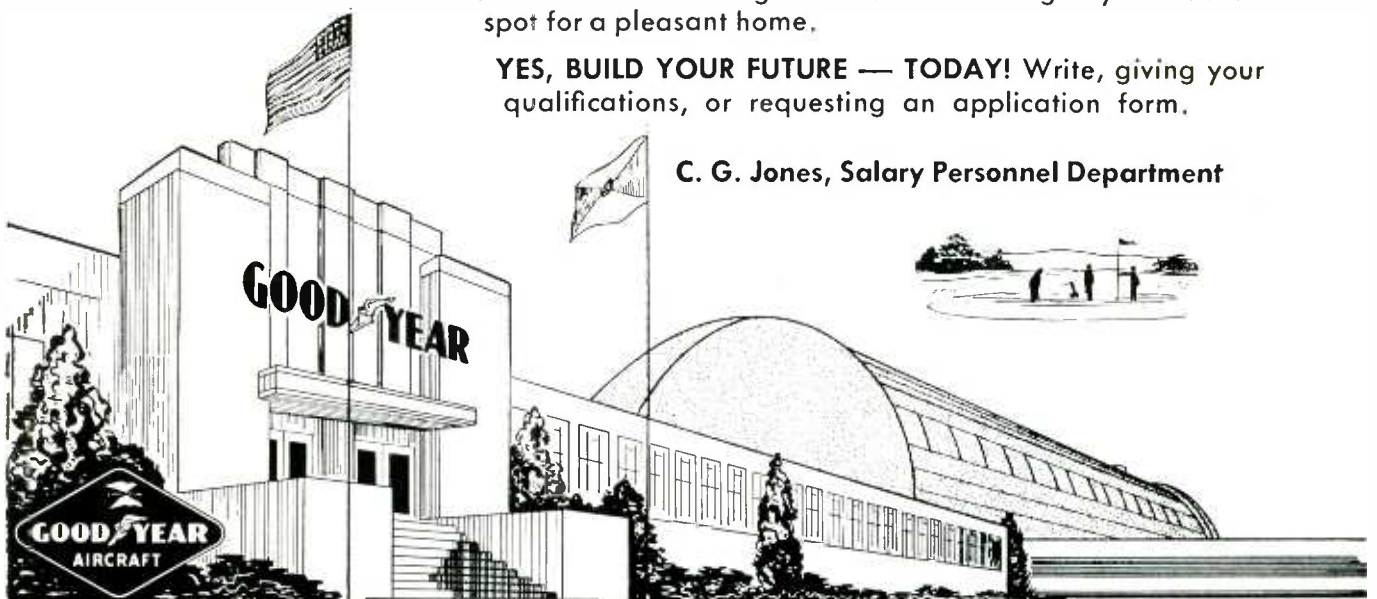 spot for a pleasant home.
YES, BUILD YOUR FUTURE — TODAY! Write, giving your
qualifications, or requesting an application form.
C. G. Jones, Salary Personnel Department
GOOD YEAR
GOOD YEAR
AIRCRAFT